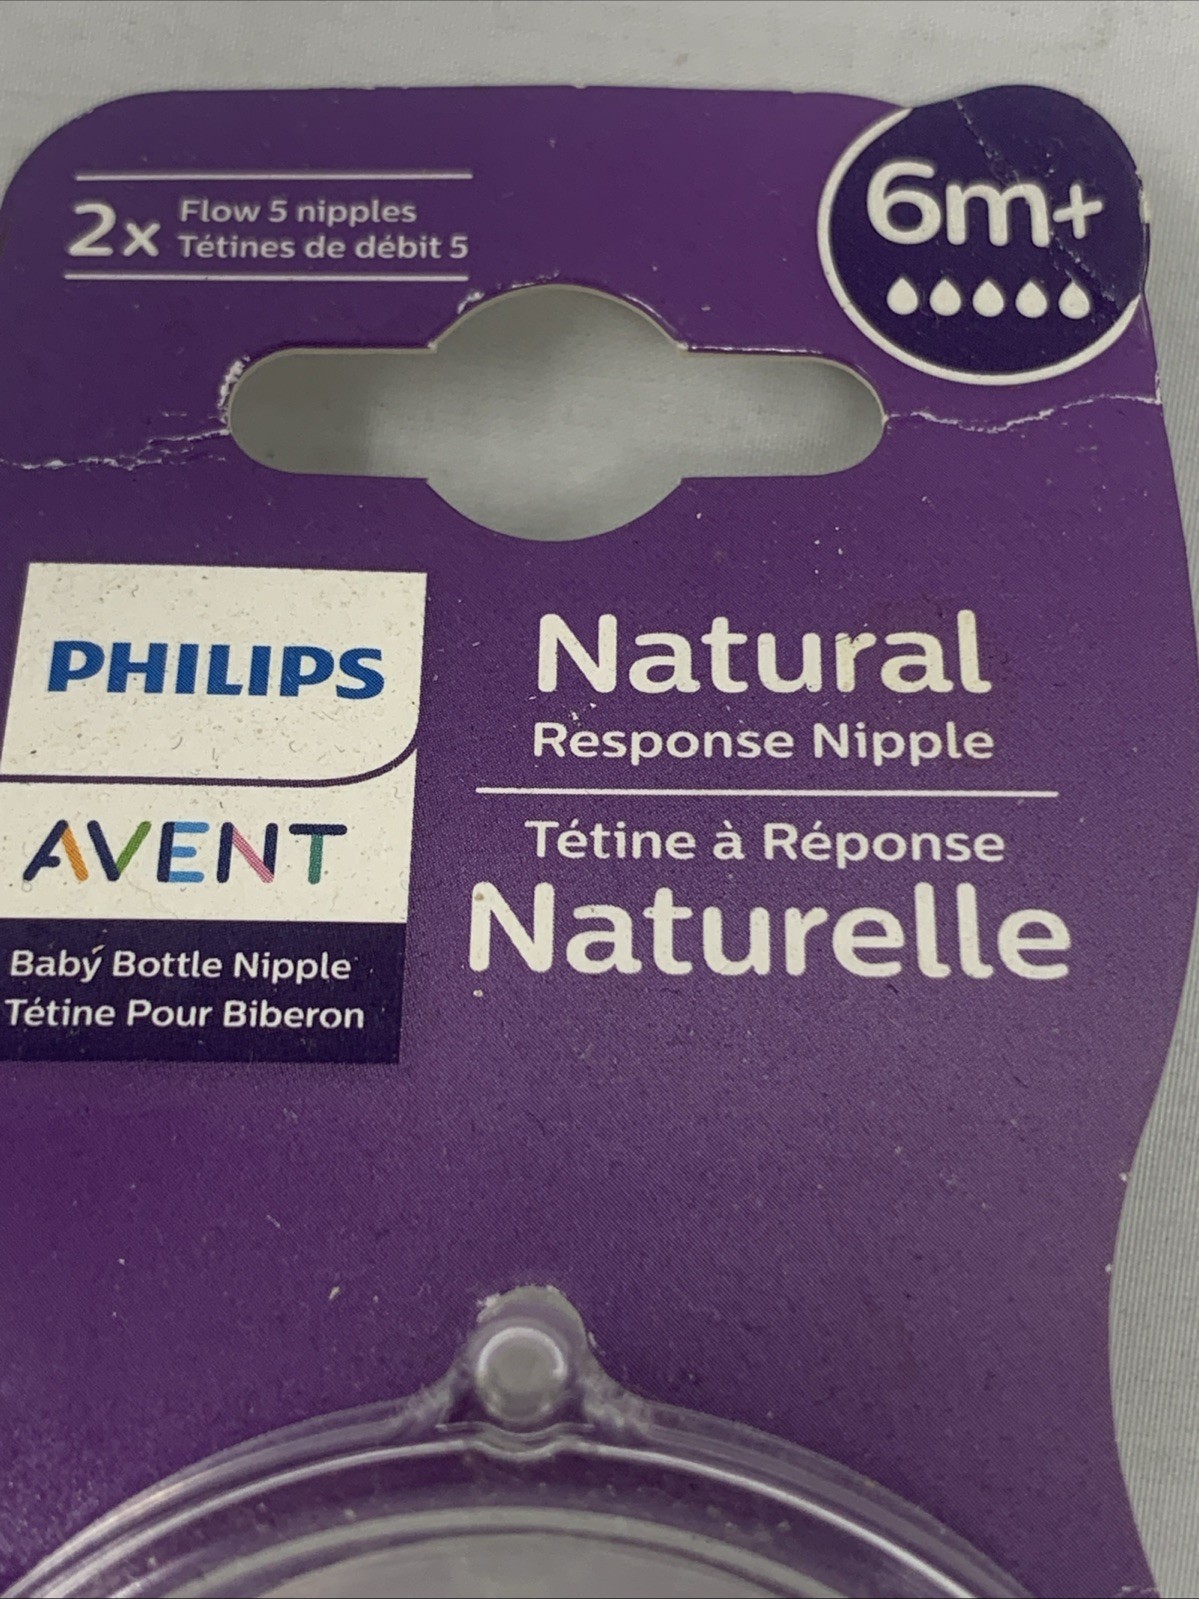 2x Flow 5 nipples
Tétines de débit 5
6m+
PHILIPS
AVENT
Baby Bottle Nipple
Tétine Pour Biberon
Natural
Response Nipple
Tétine à Réponse
Naturelle